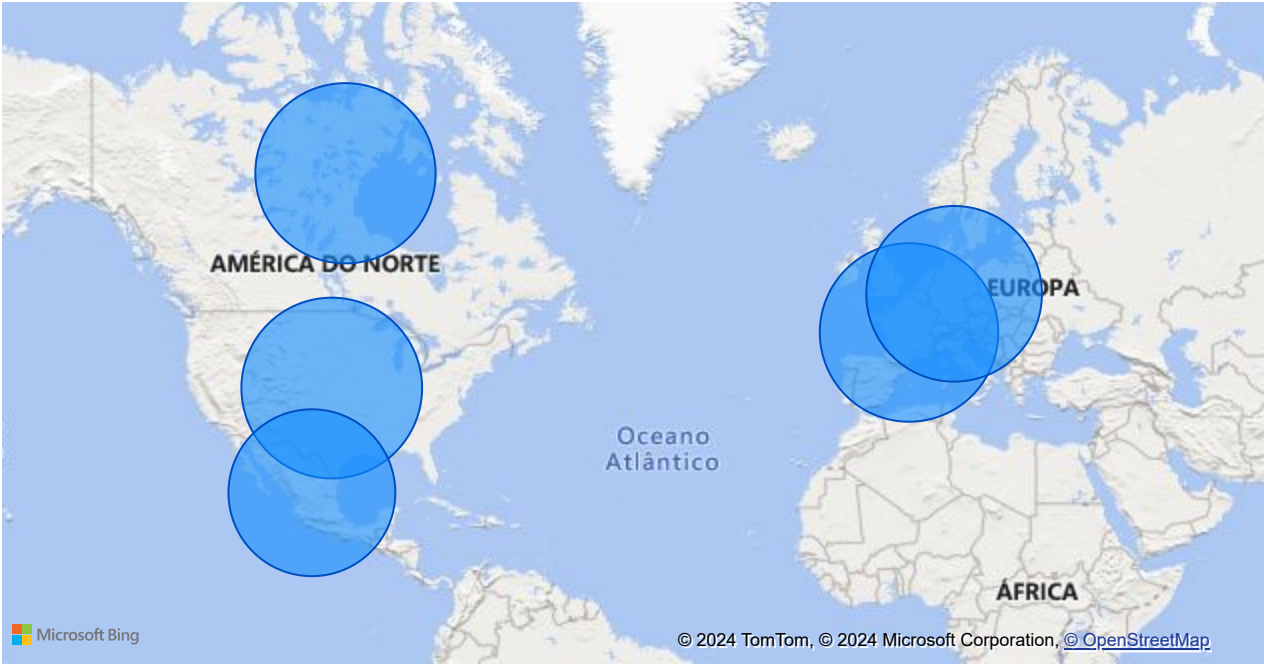 AMÉRICA DO NORTE
EUROPA
Oceano
Atlântico
ÁFRICA
Microsoft Bing
© 2024 TomTom, © 2024 Microsoft Corporation, © OpenStreetMap